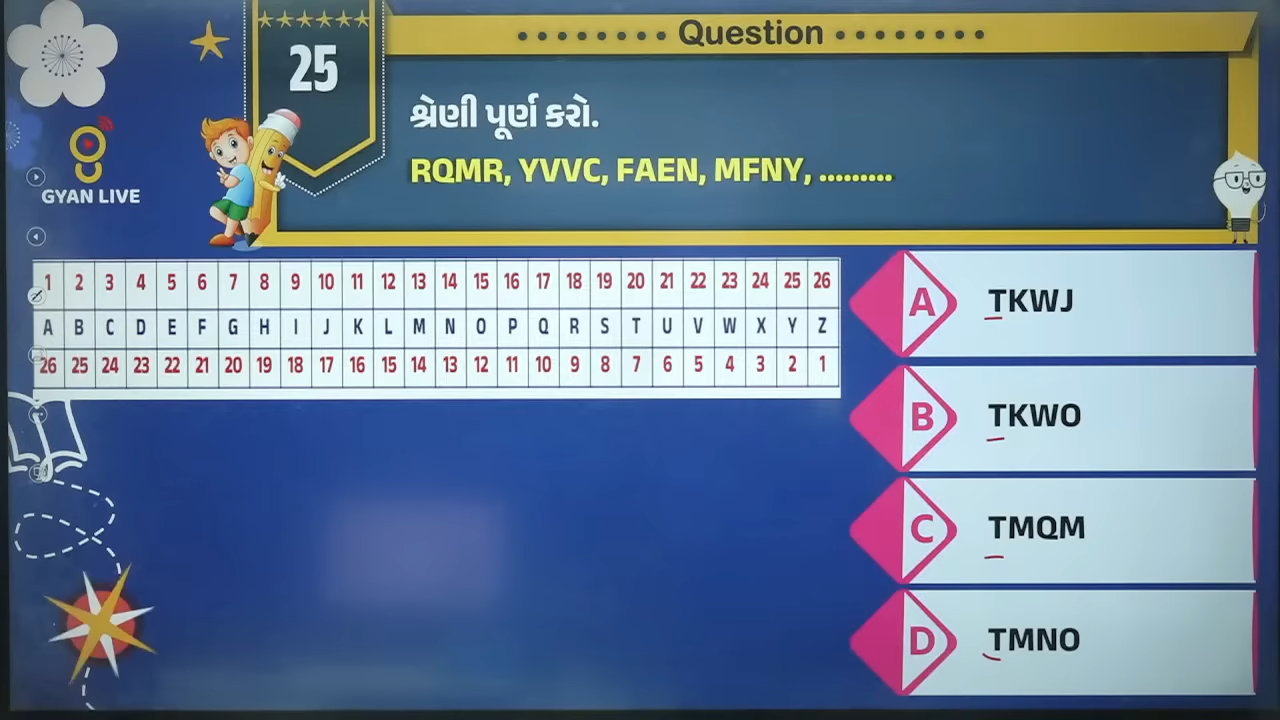 25
• • • • • • • • Question • • • • • • • •
શ્રેણી પૂર્ણ કરો.
RQMR, YVVC, FAEN, MFNY, .........
GYAN LIVE
1 2 3 4 5 6 7 8 9 10 11 12 13 14 15 16 17 18 19 20 21 22 23 24 25 26
A B C D E F G H I J K L M N O P Q R S T U V W X Y Z
26 25 24 23 22 21 20 19 18 17 16 15 14 13 12 11 10 9 8 7 6 5 4 3 2 1
A TKWJ
B TKWO
C TMQM
D TMNO